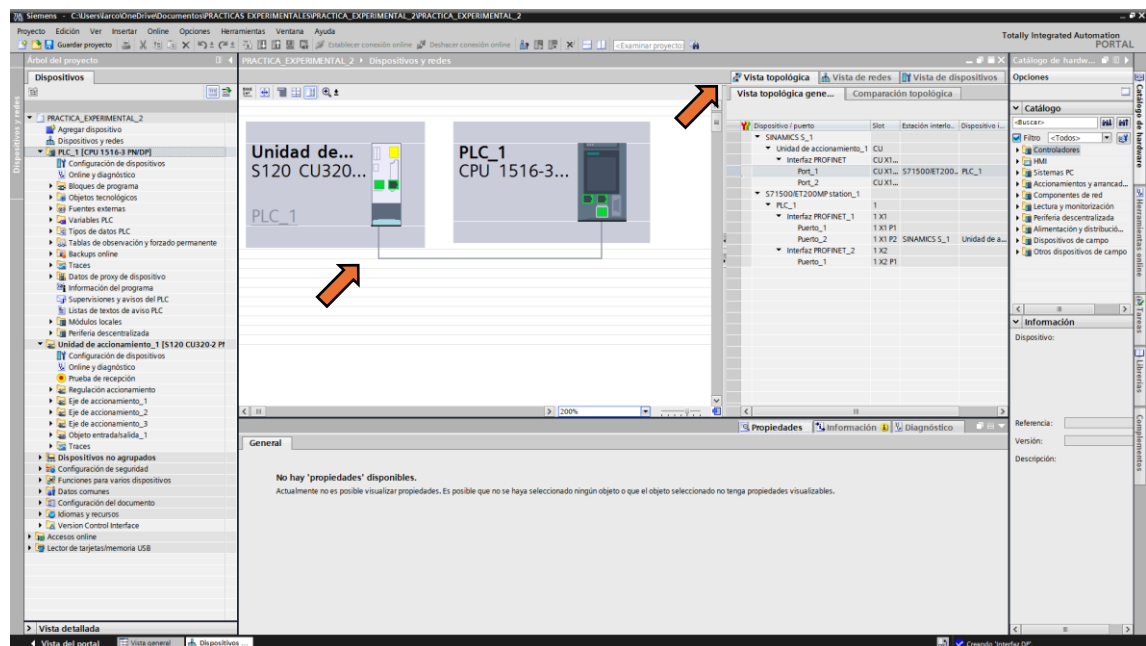 Siemens - C:\Users\larco\OneDrive\Documentos\PRACTICAS EXPERIMENTALES\PRACTICA_EXPERIMENTAL_2\PRACTICA_EXPERIMENTAL_2
Proyecto Edición Ver Insertar Online Opciones Herramientas Ventana Ayuda
Guardar proyecto Establecer conexión online Deshacer conexión online <Examinar proyecto>
Totally Integrated Automation
PORTAL
Árbol del proyecto
Dispositivos
Dispositivos y redes
PRACTICA_EXPERIMENTAL_2
Agregar dispositivo
Dispositivos y redes
PLC_1 [CPU 1516-3 PN/DP]
Configuración de dispositivos
Online y diagnóstico
Bloques de programa
Objetos tecnológicos
Fuentes externas
Variables PLC
Tipos de datos PLC
Tablas de observación y forzado permanente
Backups online
Traces
Datos de proxy de dispositivo
Información del programa
Supervisiones y avisos del PLC
Listas de textos de aviso PLC
Módulos locales
Periferia descentralizada
Unidad de accionamiento_1 [S120 CU320-2 PN
Configuración de dispositivos
Online y diagnóstico
Prueba de recepción
Regulación accionamiento
Eje de accionamiento_1
Eje de accionamiento_2
Eje de accionamiento_3
Objeto entrada/salida_1
Traces
Dispositivos no agrupados
Configuración de seguridad
Funciones para varios dispositivos
Datos comunes
Configuración del documento
Idiomas y recursos
Version Control Interface
Accesos online
Lector de tarjetas/memoria USB
Vista detallada
PRACTICA_EXPERIMENTAL_2 Dispositivos y redes
Vista topológica Vista de redes Vista de dispositivos
Unidad de...
S120 CU320...
PLC_1
PLC_1
CPU 1516-3...
200%
Vista topológica gene... Comparación topológica
Dispositivo / puerto Slot Estación interlo.. Dispositivo i...
SINAMICS S_1
Unidad de accionamiento_1 CU
Interfaz PROFINET CU X1...
Port_1 CU X1... S71500/ET200... PLC_1
Port_2 CU X1...
S71500/ET200MP station_1
PLC_1 1
Interfaz PROFINET_1 1 X1
Puerto_1 1 X1 P1
Puerto_2 1 X1 P2 SINAMICS S_1 Unidad de a...
Interfaz PROFINET_2 1 X2
Puerto_1 1 X2 P1
Propiedades Información Diagnóstico
General
No hay 'propiedades' disponibles.
Actualmente no es posible visualizar propiedades. Es posible que no se haya seleccionado ningún objeto o que el objeto seleccionado no tenga propiedades visualizables.
Catálogo de hardw...
Opciones
Catálogo
<Buscar>
Filtro <Todos>
Controladores
HMI
Sistemas PC
Accionamientos y arrancad...
Componentes de red
Lectura y monitorización
Periferia descentralizada
Alimentación y distribució...
Dispositivos de campo
Otros dispositivos de campo
Información
Dispositivo:
Referencia:
Versión:
Descripción:
Catálogo de hardware
Herramientas online
Tareas
Librerías
Complementos
Vista del portal Vista general Dispositivos ...
Creando 'Interfaz DP'